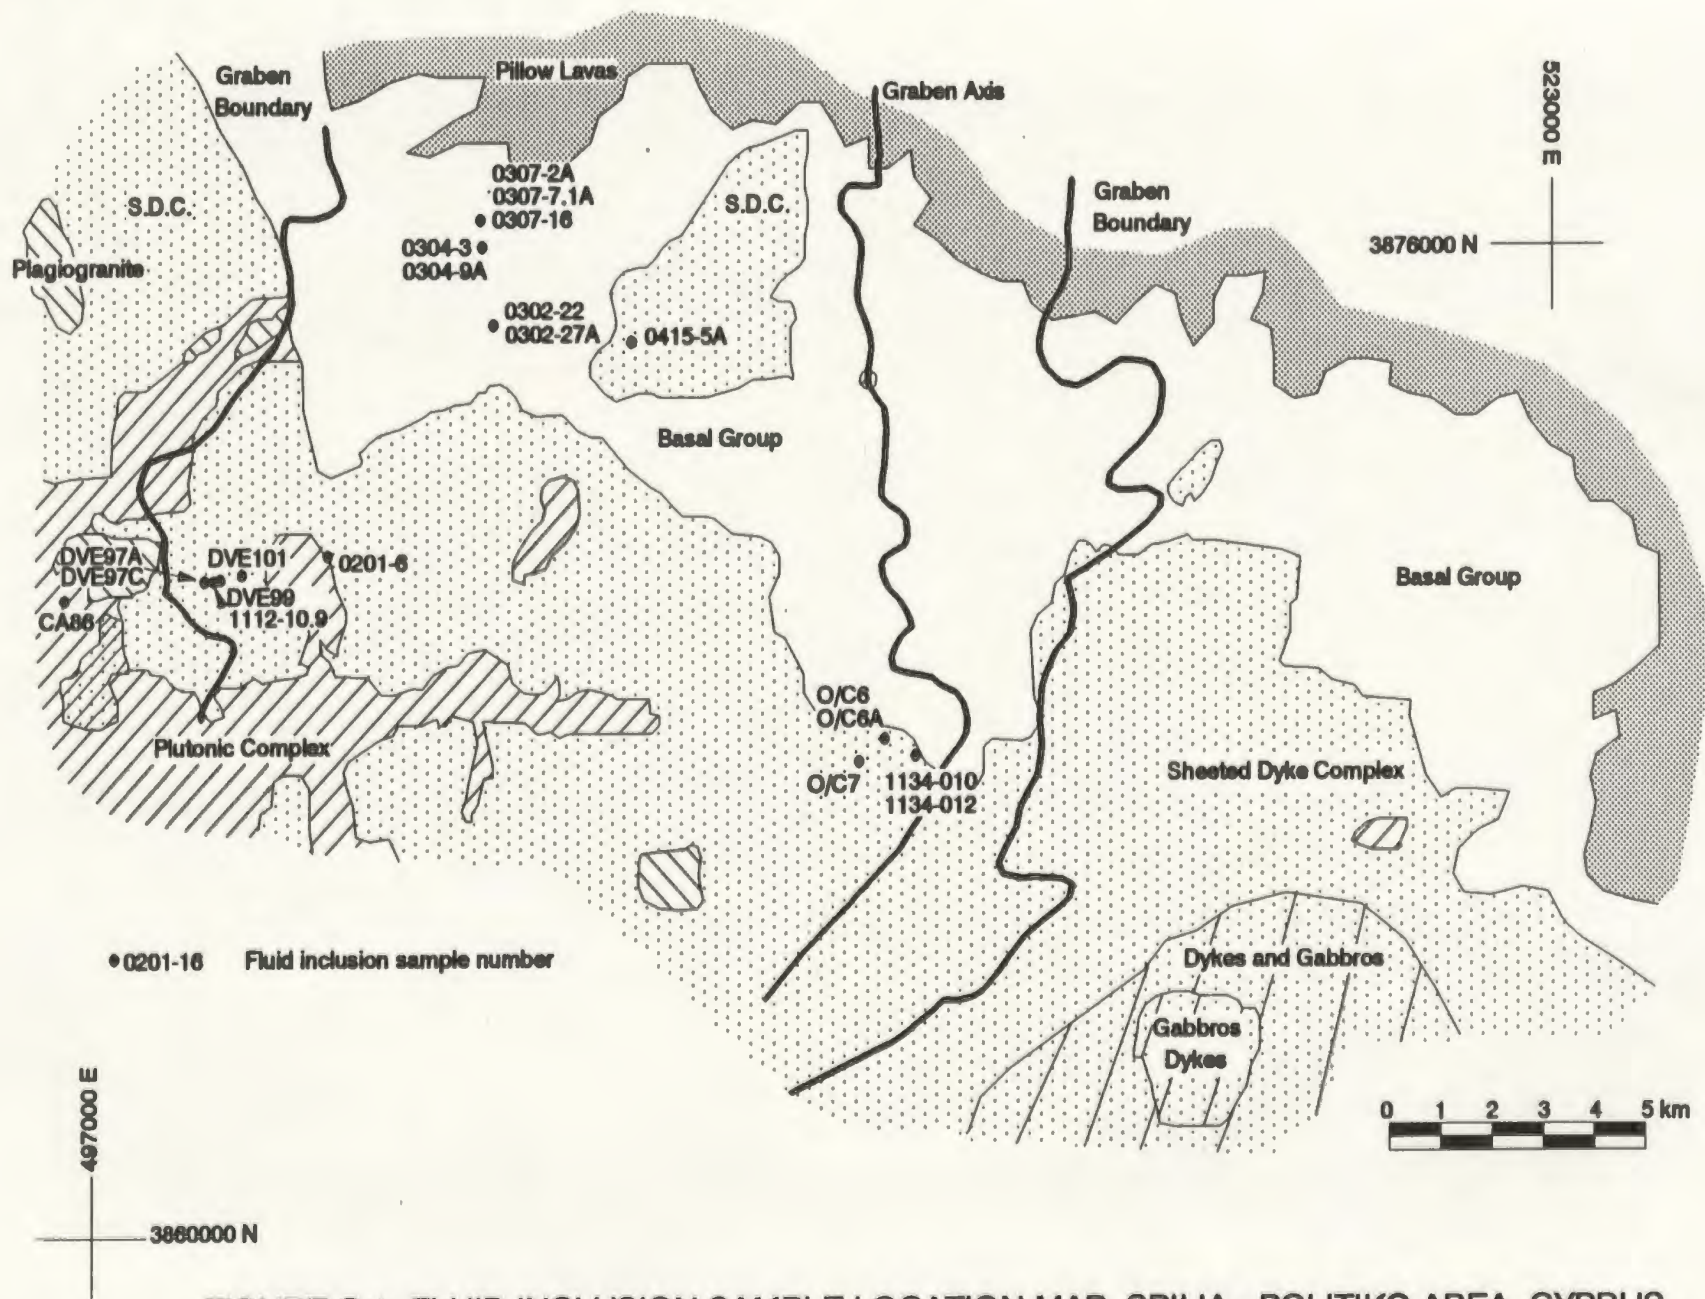 Graben
Boundary
Pillow Lavas
Graben Axis
523000 E
S.D.C.
0307-2A
0307-7.1A
0307-16
S.D.C.
Graben
Boundary
3876000 N
0304-3
0304-9A
Plagiogranite
0302-22
0302-27A
0415-5A
Basal Group
DVE97A
DVE97C
DVE101
0201-6
Basal Group
DVE99
1112-10.9
CA86
O/C6
O/C6A
Plutonic Complex
O/C7
1134-010
1134-012
Sheeted Dyke Complex
0201-16 Fluid inclusion sample number
Dykes and Gabbros
Gabbros
Dykes
0 1 2 3 4 5 km
497000 E
3860000 N